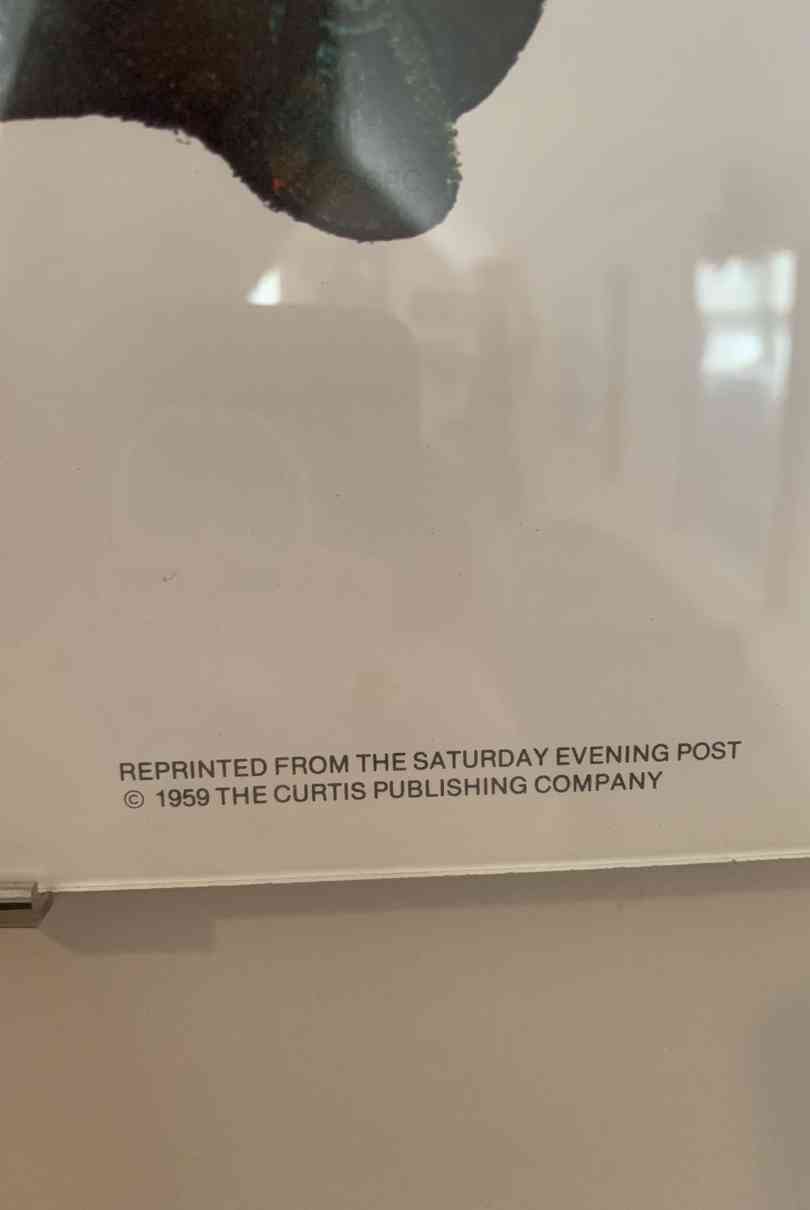 REPRINTED FROM THE SATURDAY EVENING POST
© 1959 THE CURTIS PUBLISHING COMPANY